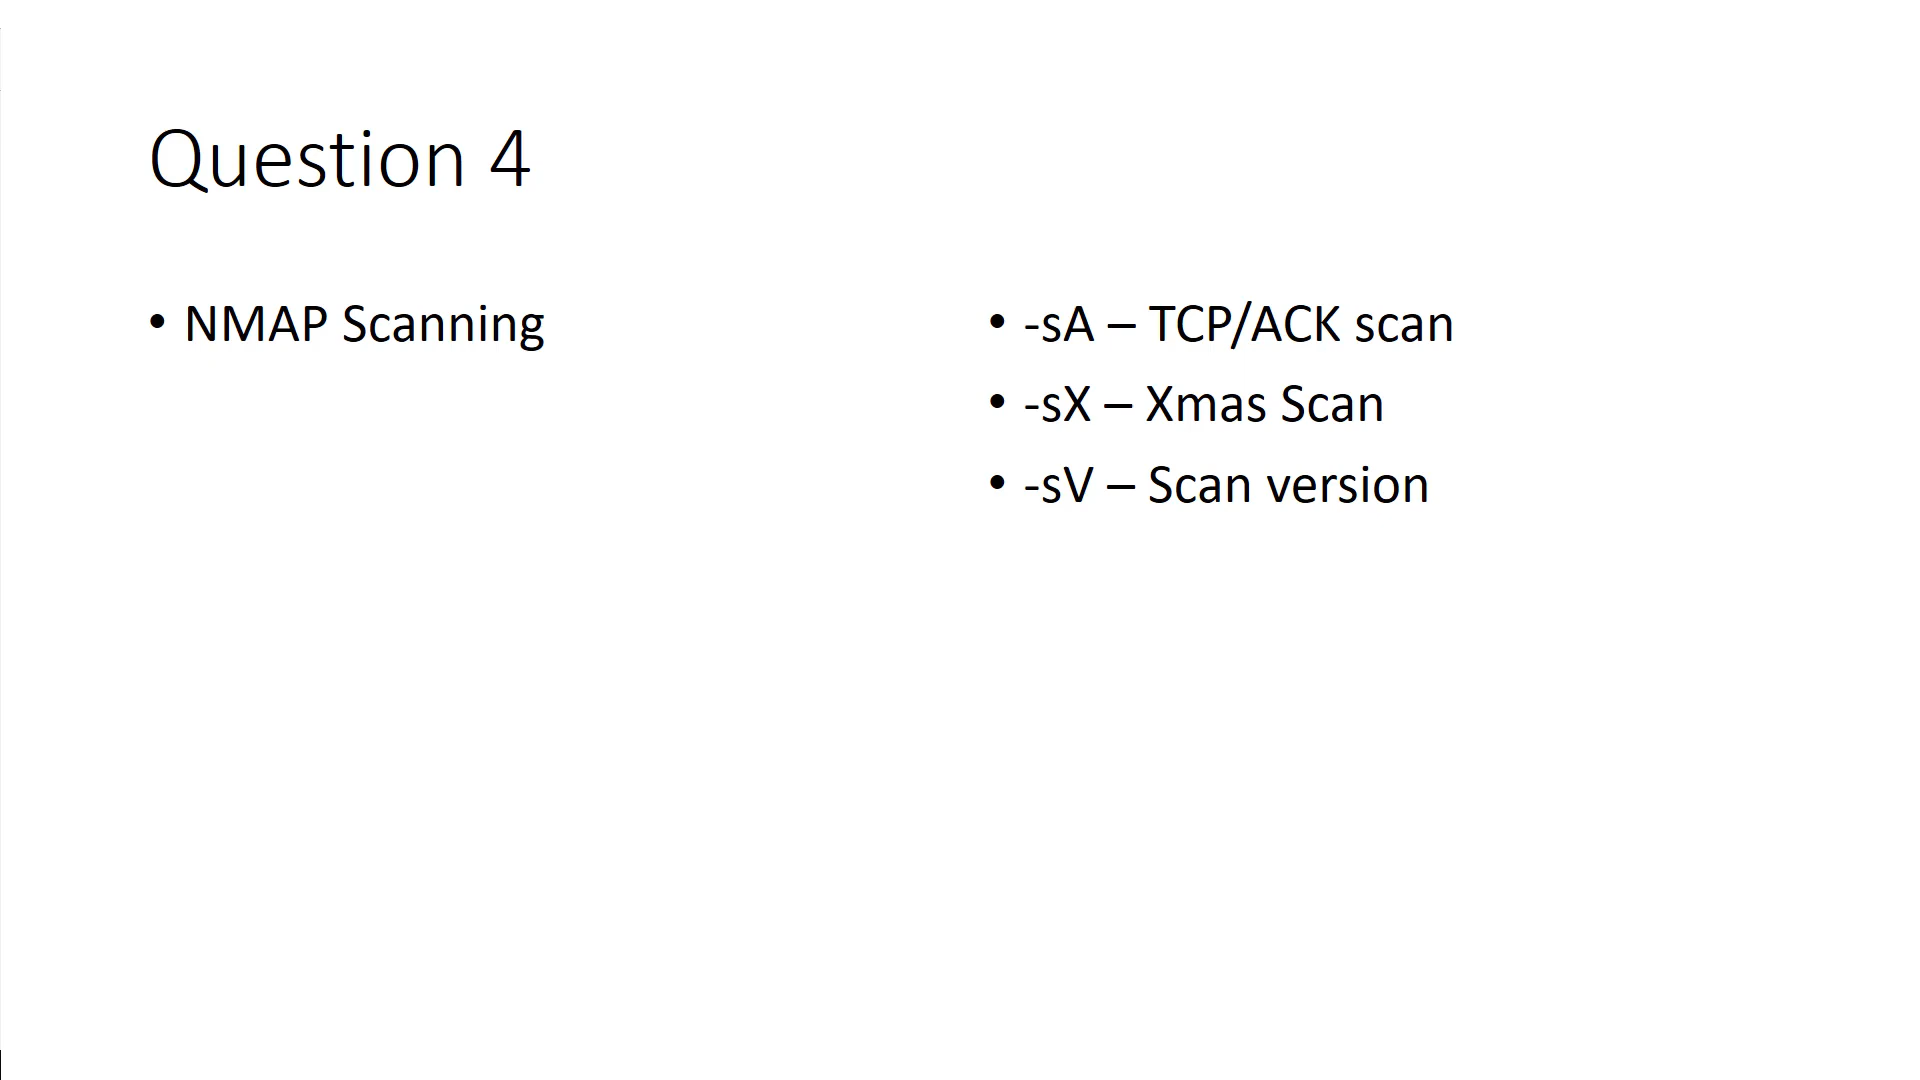 Question 4
• NMAP Scanning
• -sA – TCP/ACK scan
• -sX – Xmas Scan
• -sV – Scan version